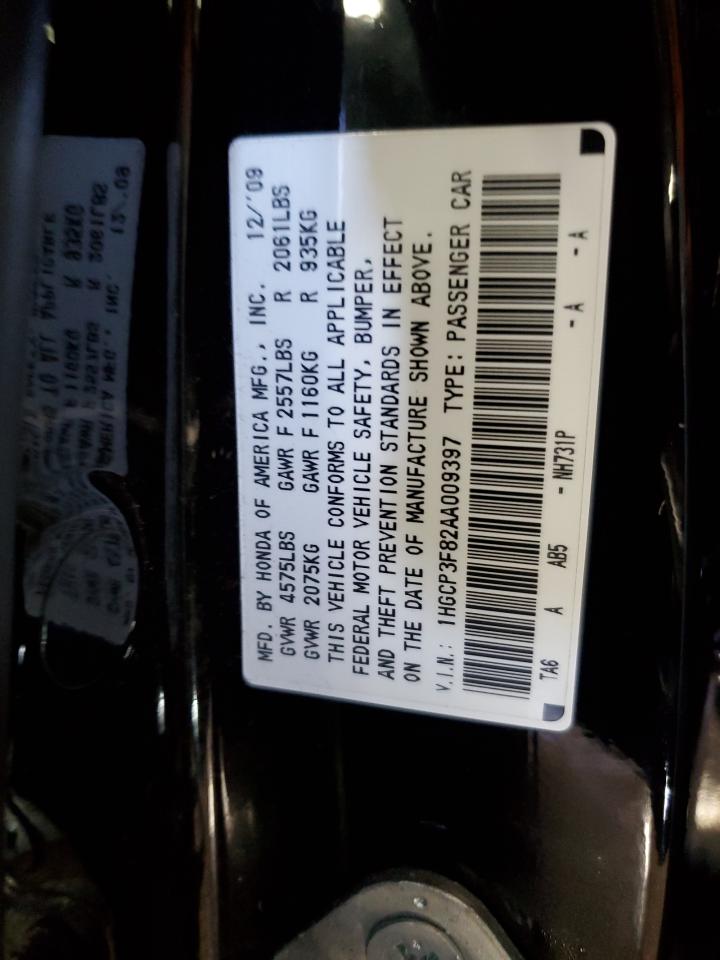 MFD. BY HONDA OF AMERICA MFG., INC. 12/'09
GVWR 4575LBS GAWR F 2557LBS R 2061LBS
GVWR 2075KG GAWR F 1160KG R 935KG
THIS VEHICLE CONFORMS TO ALL APPLICABLE
FEDERAL MOTOR VEHICLE SAFETY, BUMPER,
AND THEFT PREVENTION STANDARDS IN EFFECT
ON THE DATE OF MANUFACTURE SHOWN ABOVE.
V.I.N.: 1HGCP3F82AA009397 TYPE: PASSENGER CAR
TA6 A AB5 - NH731P - A - A